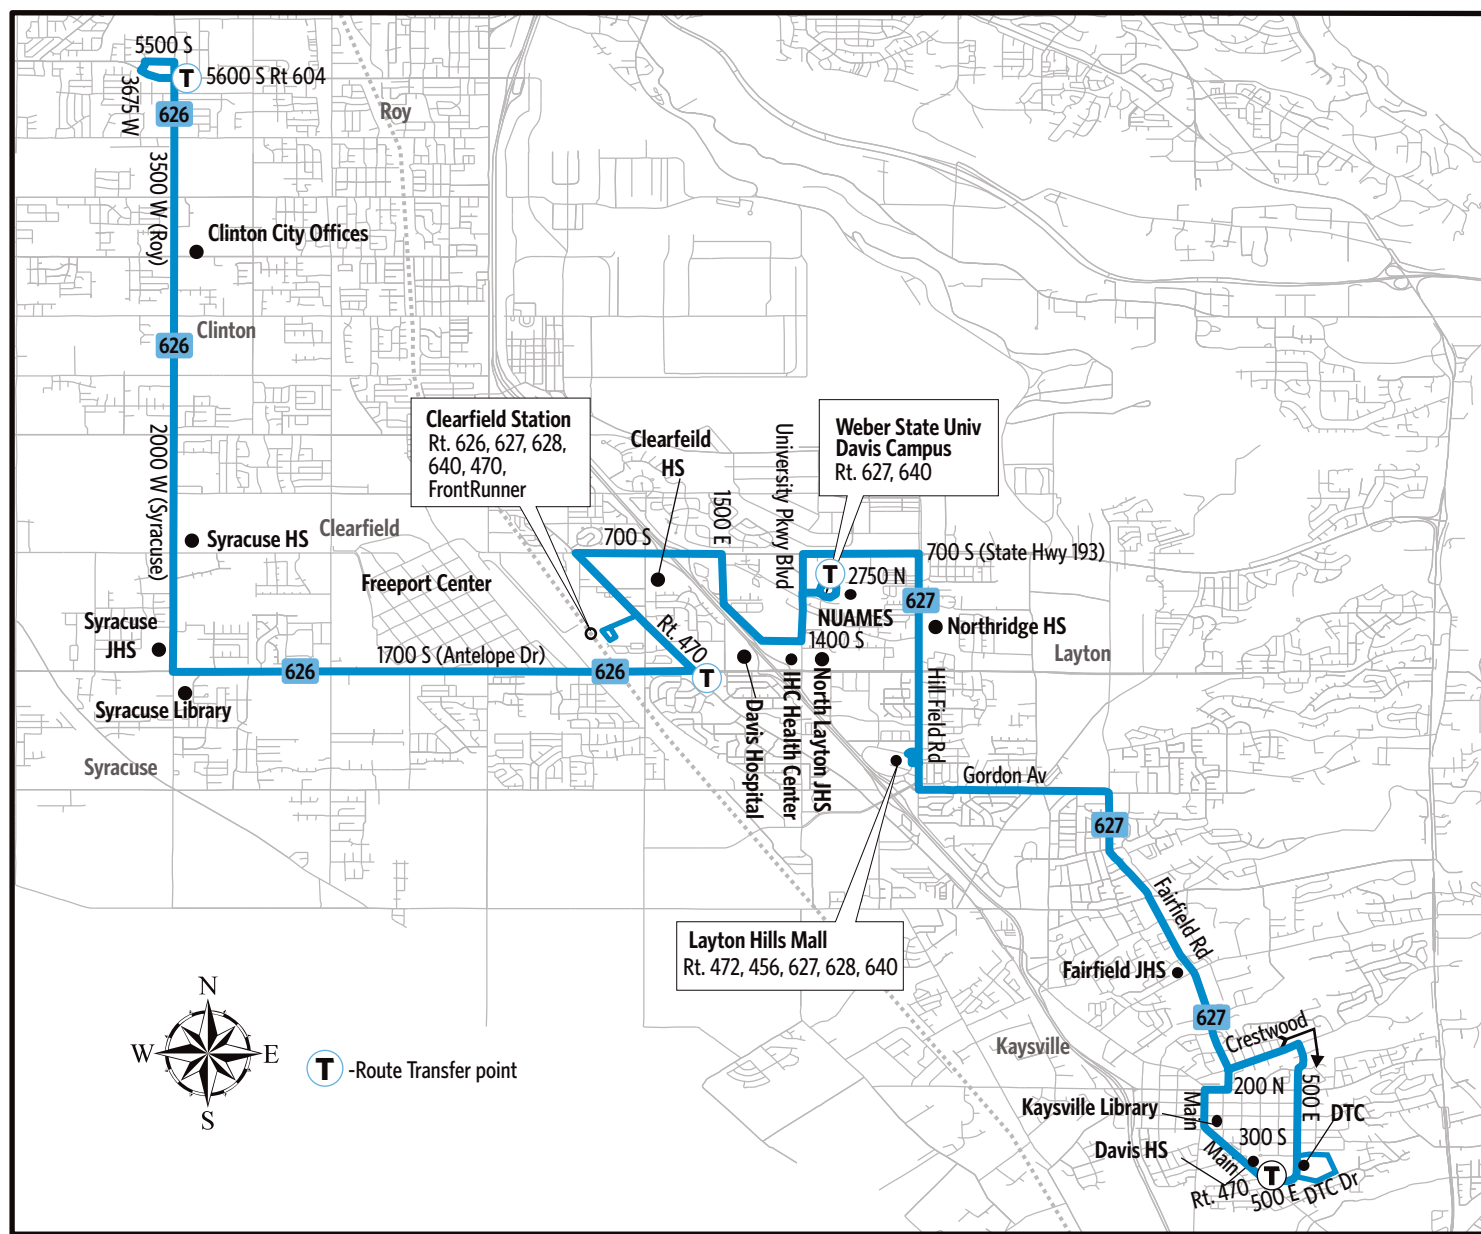 5500 S
T
5600 S Rt 604
3675 W
626
Roy
3500 W (Roy)
Clinton City Offices
626
Clinton
2000 W (Syracuse)
Clearfield Station
Rt. 626, 627, 628,
640, 470,
FrontRunner
Clearfeild
HS
1500 E
University Pkwy Blvd
Weber State Univ
Davis Campus
Rt. 627, 640
Syracuse HS
Clearfield
700 S
700 S (State Hwy 193)
Freeport Center
T
2750 N
627
NUAMES
Syracuse
JHS
1400 S
Northridge HS
Rt. 470
Layton
1700 S (Antelope Dr)
626
626
T
Syracuse Library
Davis Hospital
IHC Health Center
North Layton JHS
Hill Field Rd
Syracuse
Gordon Av
627
Fairfield Rd
Layton Hills Mall
Rt. 472, 456, 627, 628, 640
Fairfield JHS
627
Crestwood
Kaysville
N
W
E
S
T
-Route Transfer point
200 N
500 E
Main
Kaysville Library
DTC
300 S
Davis HS
Main
T
Rt. 470
500 E
DTC Dr